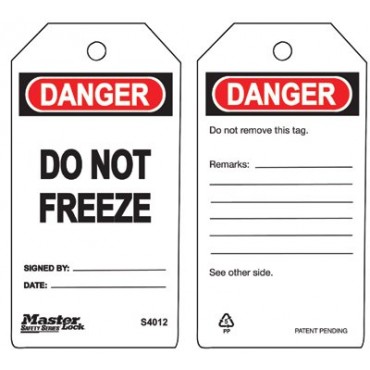 DANGER
DO NOT
FREEZE
SIGNED BY:
DATE:
Master Lock
SAFETY SERIES
S4012
DANGER
Do not remove this tag.
Remarks:
See other side.
5
PP
PATENT PENDING